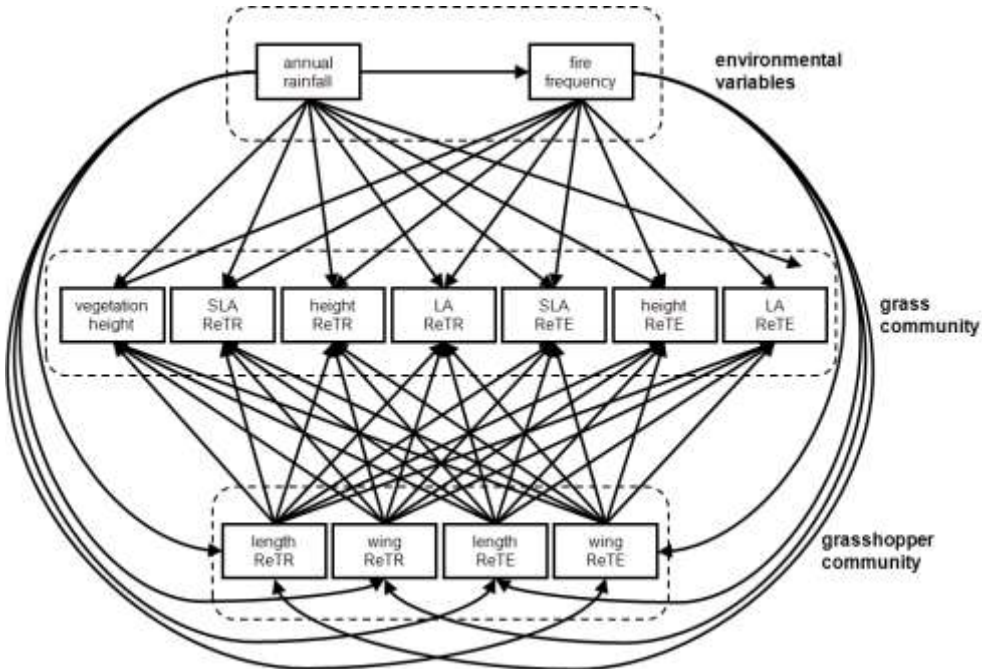 annual
rainfall
fire
frequency
environmental
variables
vegetation
height
SLA
ReTR
height
ReTR
LA
ReTR
SLA
ReTE
height
ReTE
LA
ReTE
grass
community
length
ReTR
wing
ReTR
length
ReTE
wing
ReTE
grasshopper
community